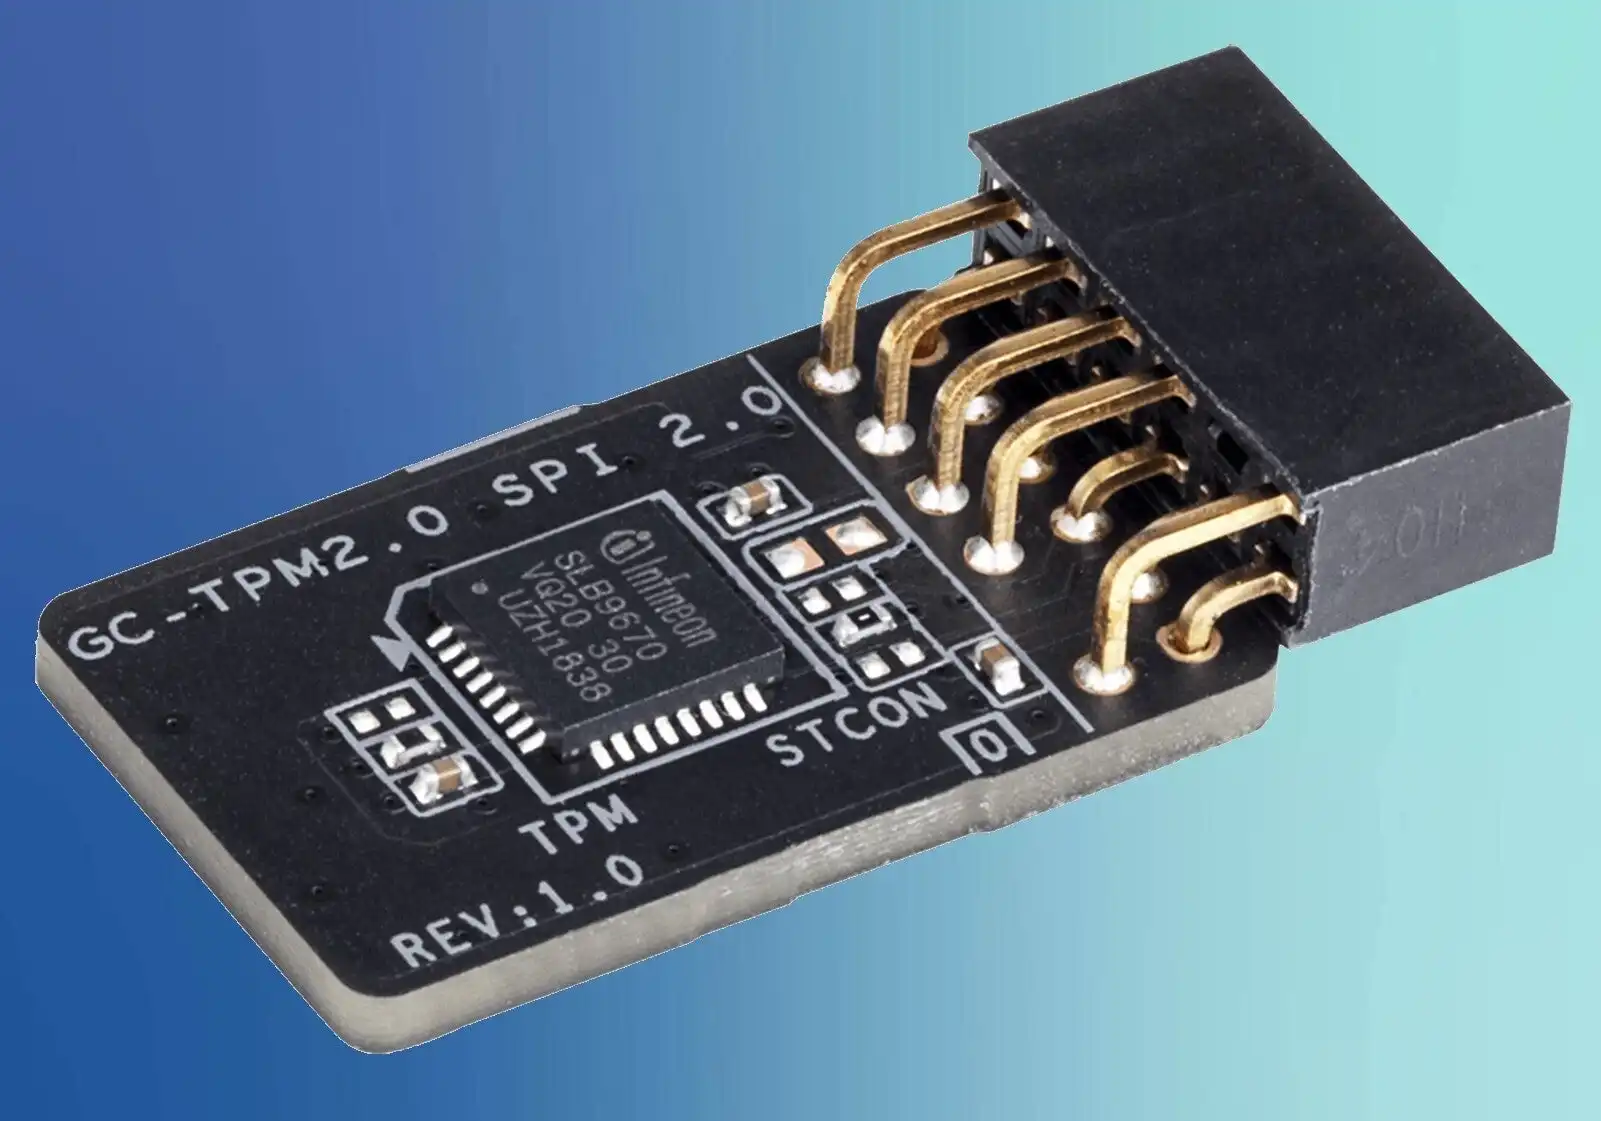 GC-TPM2.0 SPI 2.0
Infineon
SLB9670
VQ20 30
UZH1838
STCON
TPM
REV:1.0